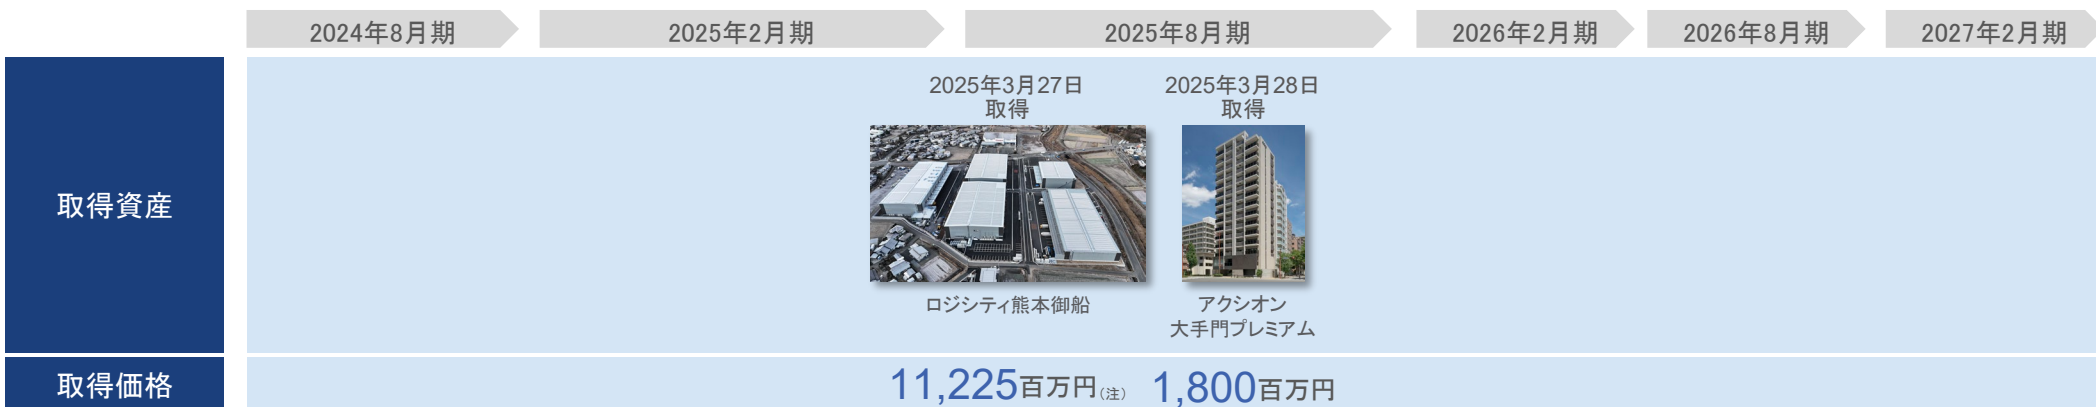 2024年8月期
2025年2月期
2025年8月期
2026年2月期
2026年8月期
2027年2月期
取得資産
2025年3月27日
取得
ロジシティ熊本御船
2025年3月28日
取得
アクシオン
大手門プレミアム
取得価格
11,225百万円(注)
1,800百万円